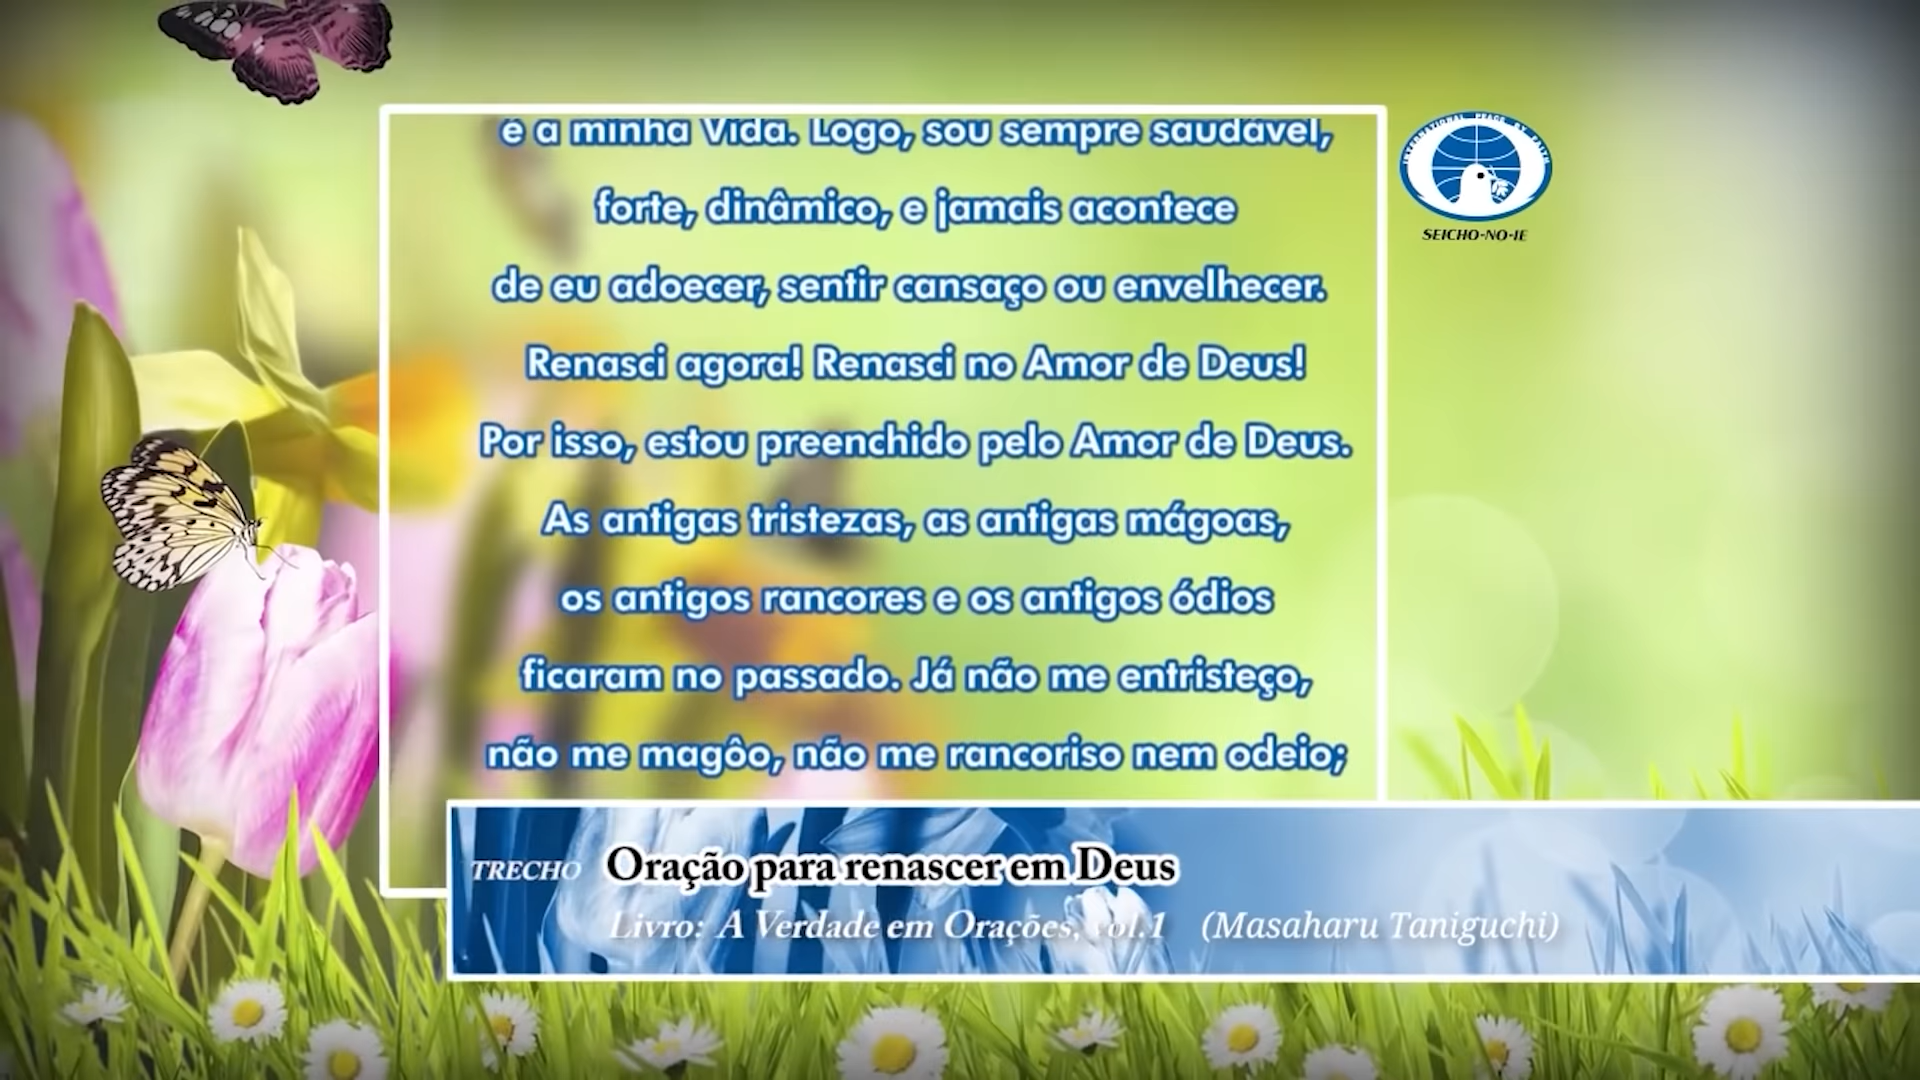 é a minha Vida. Logo, sou sempre saudável,
forte, dinâmico, e jamais acontece
de eu adoecer, sentir cansaço ou envelhecer.
Renasci agora! Renasci no Amor de Deus!
Por isso, estou preenchido pelo Amor de Deus.
As antigas tristezas, as antigas mágoas,
os antigos rancores e os antigos ódios
ficaram no passado. Já não me entristeço,
não me magôo, não me rancoriso nem odeio;
INTERNATIONAL PEACE BY FAITH
SEICHO-NO-IE
TRECHO Oração para renascer em Deus
Livro: A Verdade em Orações, vol.1 (Masaharu Taniguchi)